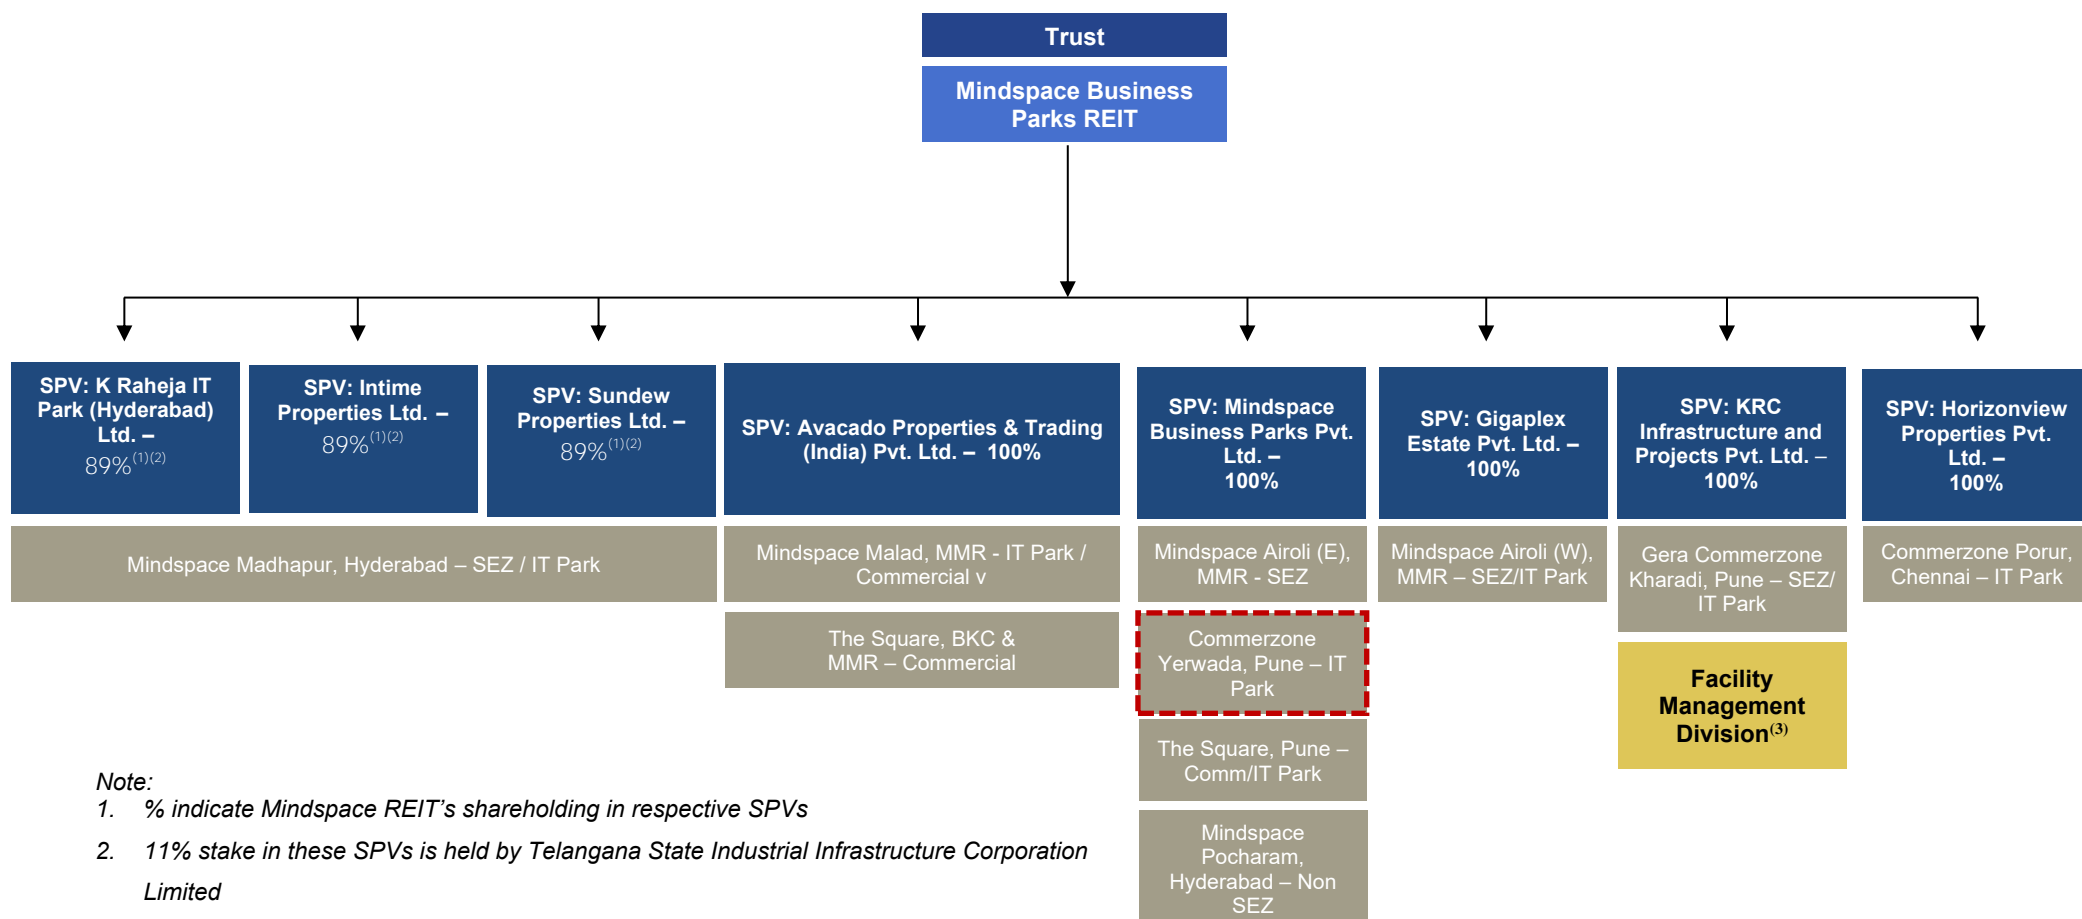 Trust
Mindspace Business
Parks REIT
SPV: K Raheja IT
Park (Hyderabad)
Ltd. –
89%(1)(2)
SPV: Intime
Properties Ltd. –
89%(1)(2)
SPV: Sundew
Properties Ltd. –
89%(1)(2)
SPV: Avacado Properties & Trading
(India) Pvt. Ltd. – 100%
SPV: Mindspace
Business Parks Pvt.
Ltd. –
100%
SPV: Gigaplex
Estate Pvt. Ltd. –
100%
SPV: KRC
Infrastructure and
Projects Pvt. Ltd. –
100%
SPV: Horizonview
Properties Pvt.
Ltd. –
100%
Mindspace Madhapur, Hyderabad – SEZ / IT Park
Mindspace Malad, MMR - IT Park /
Commercial v
Mindspace Airoli (E),
MMR - SEZ
Mindspace Airoli (W),
MMR – SEZ/IT Park
Gera Commerzone
Kharadi, Pune – SEZ/
IT Park
Commerzone Porur,
Chennai – IT Park
The Square, BKC &
MMR – Commercial
Commerzone
Yerwada, Pune – IT
Park
Facility
Management
Division(3)
The Square, Pune –
Comm/IT Park
Mindspace
Pocharam,
Hyderabad – Non
SEZ
Note:
1. % indicate Mindspace REIT’s shareholding in respective SPVs
2. 11% stake in these SPVs is held by Telangana State Industrial Infrastructure Corporation
Limited